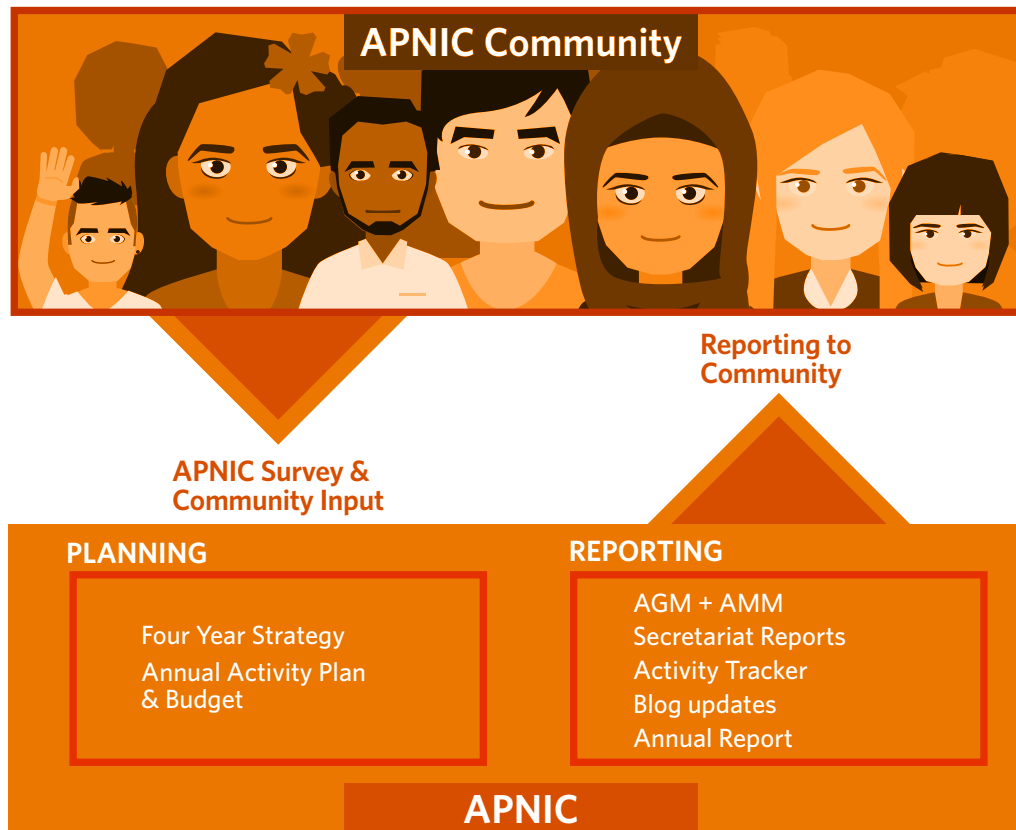 APNIC Community
Reporting to
Community
APNIC Survey &
Community Input
PLANNING
Four Year Strategy
Annual Activity Plan
& Budget
REPORTING
AGM + AMM
Secretariat Reports
Activity Tracker
Blog updates
Annual Report
APNIC